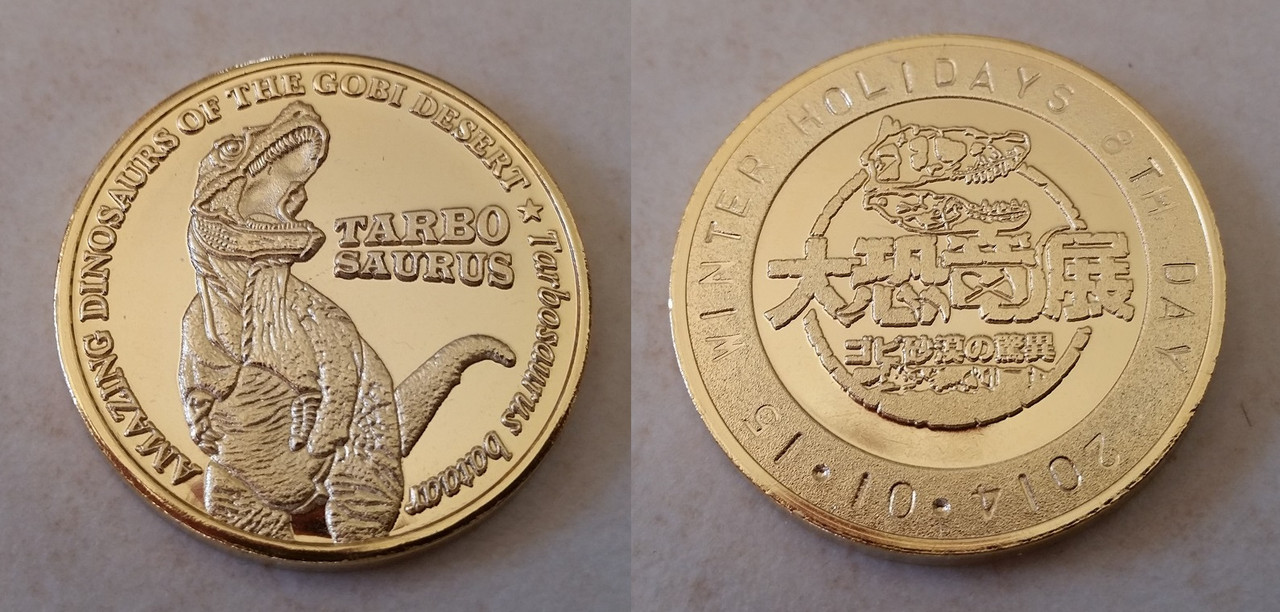 AMAZING DINOSAURS OF THE GOBI DESERT ★ Tarbosaurus bataar
TARBO
SAURUS
WINTER HOLIDAYS 8TH DAY 2014·01·15
大恐竜展
ゴビ砂漠の驚異